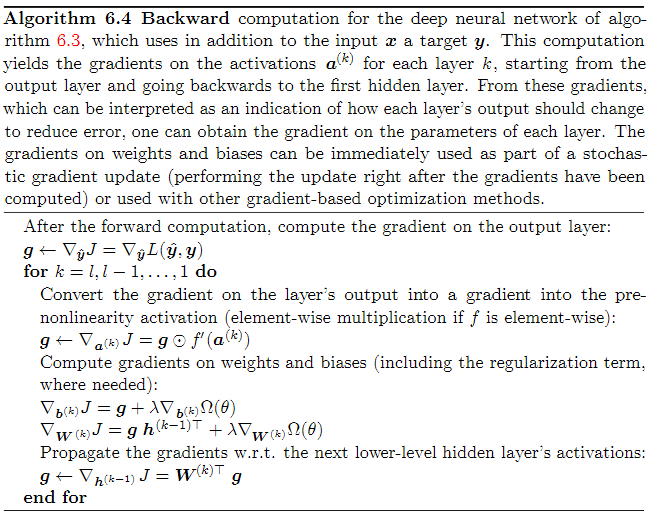 Algorithm 6.4 Backward computation for the deep neural network of algo-
rithm 6.3, which uses in addition to the input x a target y. This computation
yields the gradients on the activations a^(k) for each layer k, starting from the
output layer and going backwards to the first hidden layer. From these gradients,
which can be interpreted as an indication of how each layer's output should change
to reduce error, one can obtain the gradient on the parameters of each layer. The
gradients on weights and biases can be immediately used as part of a stochas-
tic gradient update (performing the update right after the gradients have been
computed) or used with other gradient-based optimization methods.
After the forward computation, compute the gradient on the output layer:
g ← ∇_ŷ J = ∇_ŷ L(ŷ, y)
for k = l, l − 1, . . . , 1 do
Convert the gradient on the layer's output into a gradient into the pre-
nonlinearity activation (element-wise multiplication if f is element-wise):
g ← ∇_{a^(k)} J = g ⊙ f′(a^(k))
Compute gradients on weights and biases (including the regularization term,
where needed):
∇_{b^(k)} J = g + λ∇_{b^(k)} Ω(θ)
∇_{W^(k)} J = g h^{(k−1)⊤} + λ∇_{W^(k)} Ω(θ)
Propagate the gradients w.r.t. the next lower-level hidden layer's activations:
g ← ∇_{h^(k−1)} J = W^{(k)⊤} g
end for